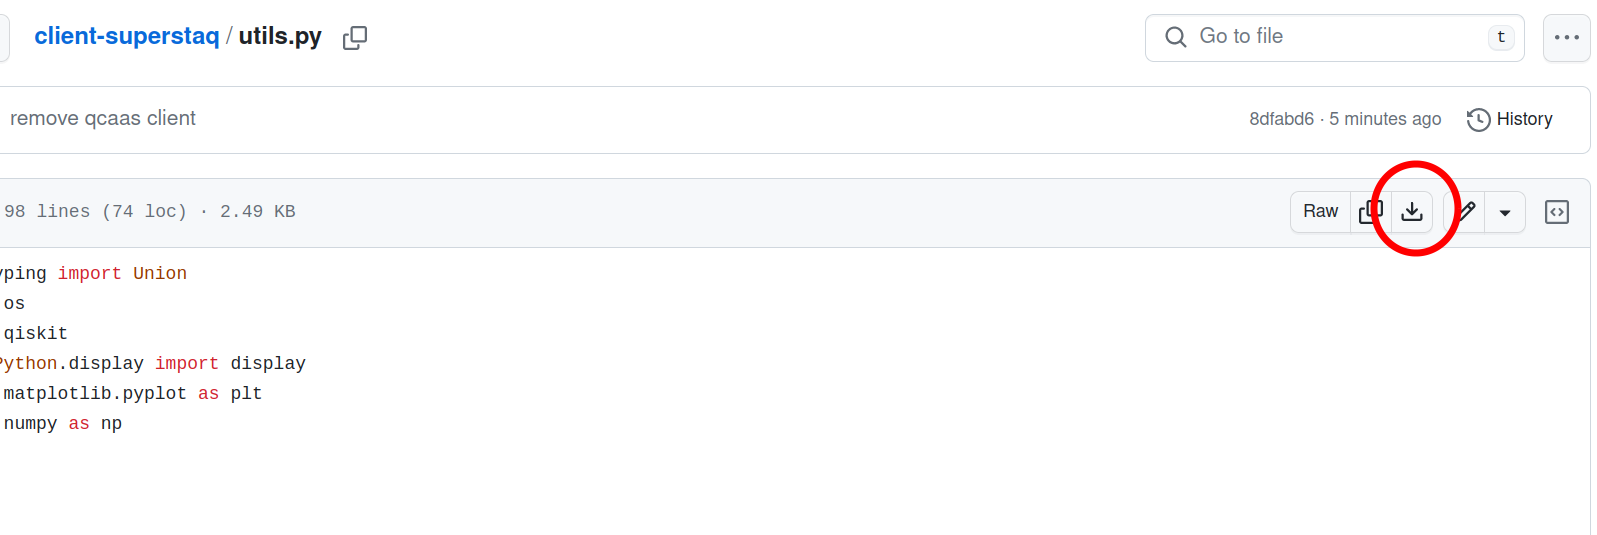 client-superstaq / utils.py
Go to file
t
remove qcaas client
8dfabd6 · 5 minutes ago
History
98 lines (74 loc) · 2.49 KB
Raw
yping import Union
os
qiskit
Python.display import display
matplotlib.pyplot as plt
numpy as np